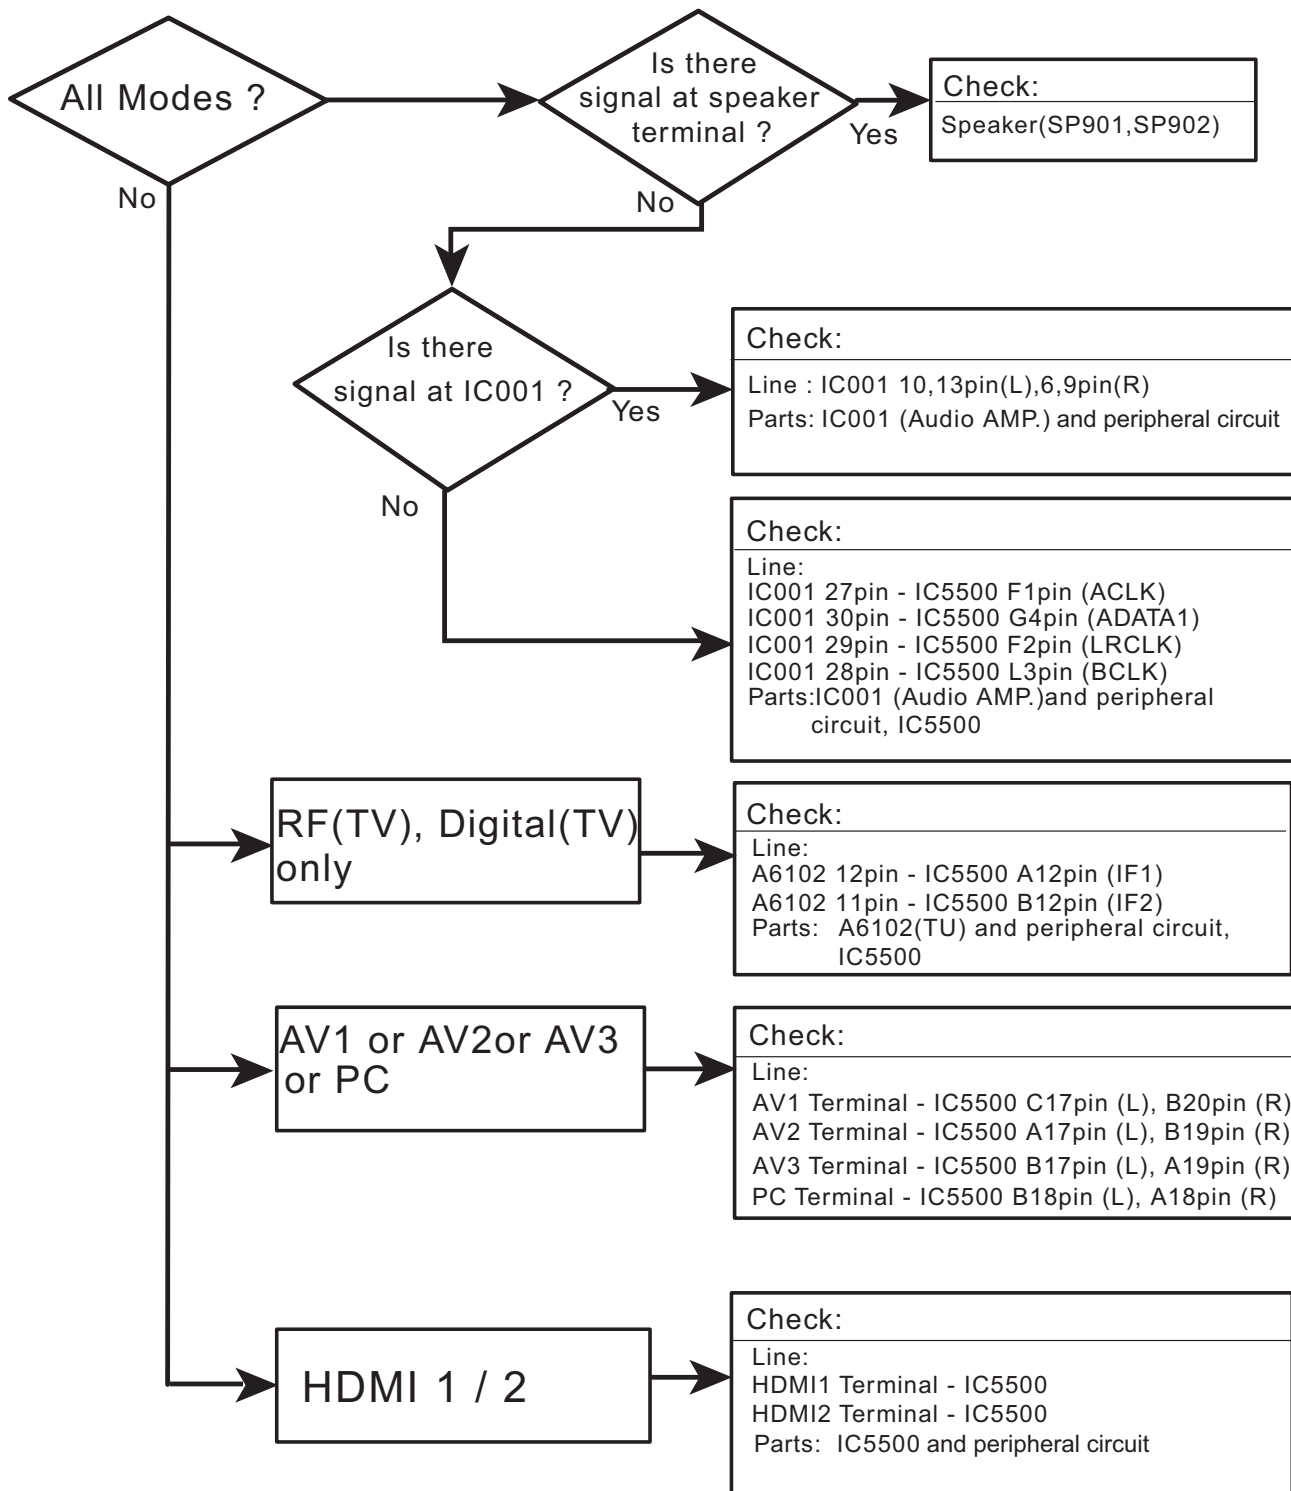 All Modes ?
Is there
signal at speaker
terminal ?
Yes
Check:
Speaker(SP901,SP902)
No
No
Is there
signal at IC001 ?
Yes
Check:
Line : IC001 10,13pin(L),6,9pin(R)
Parts: IC001 (Audio AMP.) and peripheral circuit
No
Check:
Line:
IC001 27pin - IC5500 F1pin (ACLK)
IC001 30pin - IC5500 G4pin (ADATA1)
IC001 29pin - IC5500 F2pin (LRCLK)
IC001 28pin - IC5500 L3pin (BCLK)
Parts:IC001 (Audio AMP.)and peripheral
circuit, IC5500
RF(TV), Digital(TV)
only
Check:
Line:
A6102 12pin - IC5500 A12pin (IF1)
A6102 11pin - IC5500 B12pin (IF2)
Parts: A6102(TU) and peripheral circuit,
IC5500
AV1 or AV2or AV3
or PC
Check:
Line:
AV1 Terminal - IC5500 C17pin (L), B20pin (R)
AV2 Terminal - IC5500 A17pin (L), B19pin (R)
AV3 Terminal - IC5500 B17pin (L), A19pin (R)
PC Terminal - IC5500 B18pin (L), A18pin (R)
HDMI 1 / 2
Check:
Line:
HDMI1 Terminal - IC5500
HDMI2 Terminal - IC5500
Parts: IC5500 and peripheral circuit